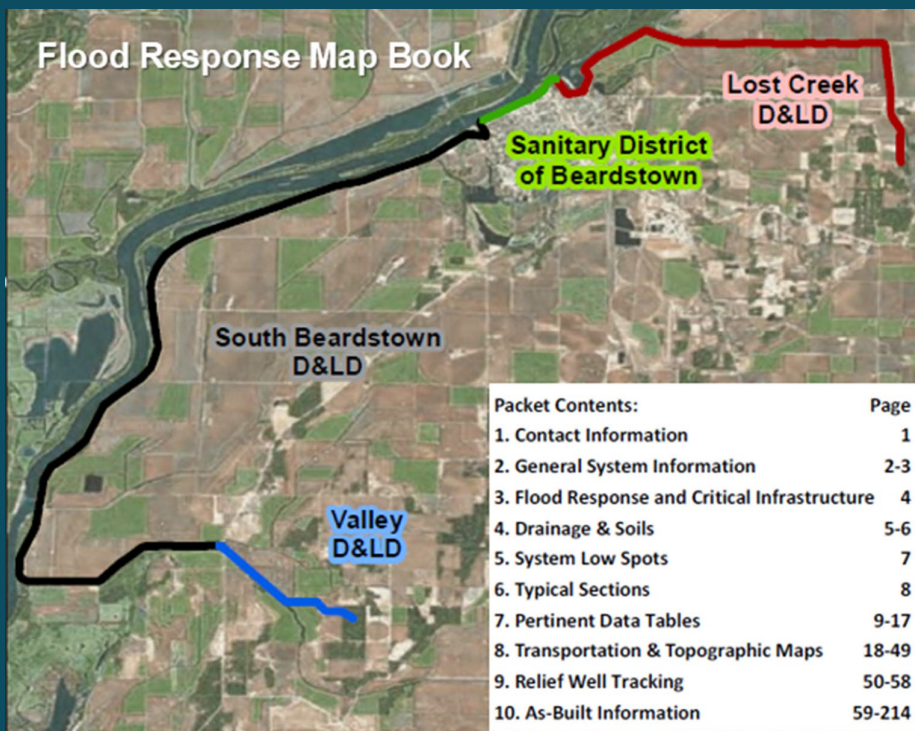 Flood Response Map Book
Lost Creek
D&LD
Sanitary District
of Beardstown
South Beardstown
D&LD
Valley
D&LD
Packet Contents: Page
1. Contact Information 1
2. General System Information 2-3
3. Flood Response and Critical Infrastructure 4
4. Drainage & Soils 5-6
5. System Low Spots 7
6. Typical Sections 8
7. Pertinent Data Tables 9-17
8. Transportation & Topographic Maps 18-49
9. Relief Well Tracking 50-58
10. As-Built Information 59-214